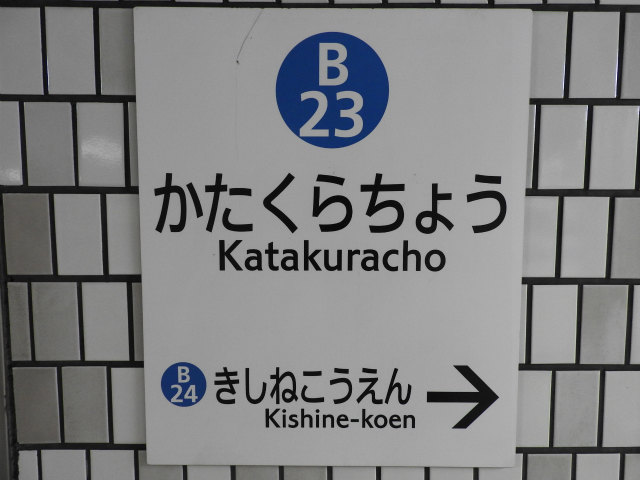 B
23
かたくらちょう
Katakuracho
B
24
きしねこうえん
Kishine-koen